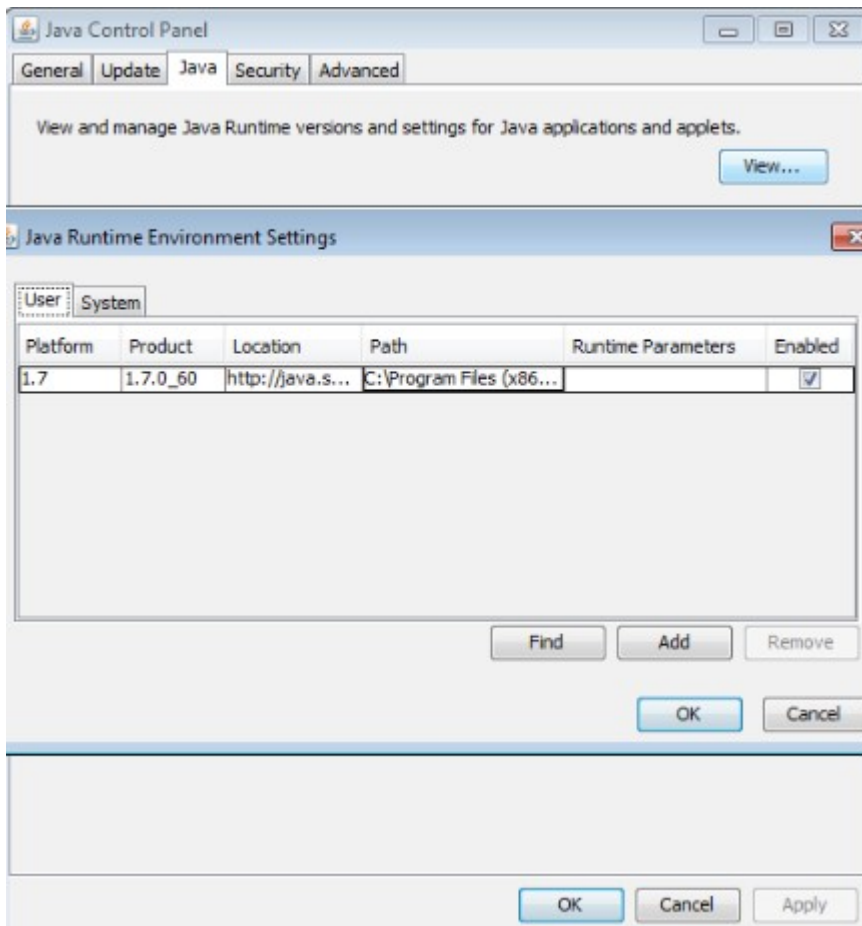 Java Control Panel
General Update Java Security Advanced
View and manage Java Runtime versions and settings for Java applications and applets.
View...
Java Runtime Environment Settings
User System
Platform Product Location Path Runtime Parameters Enabled
1.7 1.7.0_60 http://java.s... C:\Program Files (x86...
Find Add Remove
OK Cancel
OK Cancel Apply